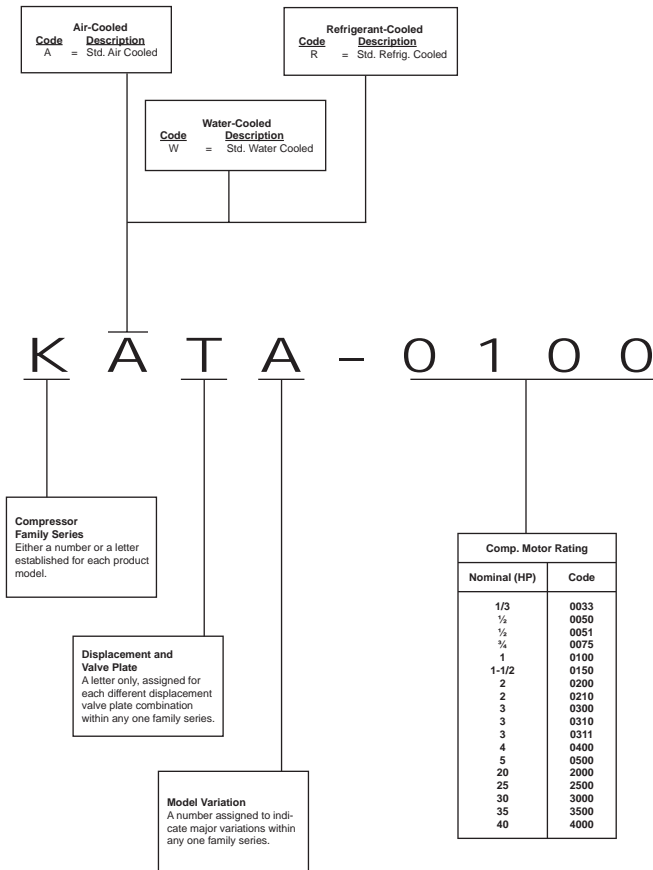 Air-Cooled
Code Description
A = Std. Air Cooled
Refrigerant-Cooled
Code Description
R = Std. Refrig. Cooled
Water-Cooled
Code Description
W = Std. Water Cooled
K A T A – 0 1 0 0
Compressor
Family Series
Either a number or a letter
established for each product
model.
Displacement and
Valve Plate
A letter only, assigned for
each different displacement
valve plate combination
within any one family series.
Model Variation
A number assigned to indi-
cate major variations within
any one family series.
Comp. Motor Rating
Nominal (HP) Code
1/3 0033
½ 0050
½ 0051
¾ 0075
1 0100
1-1/2 0150
2 0200
2 0210
3 0300
3 0310
3 0311
4 0400
5 0500
20 2000
25 2500
30 3000
35 3500
40 4000